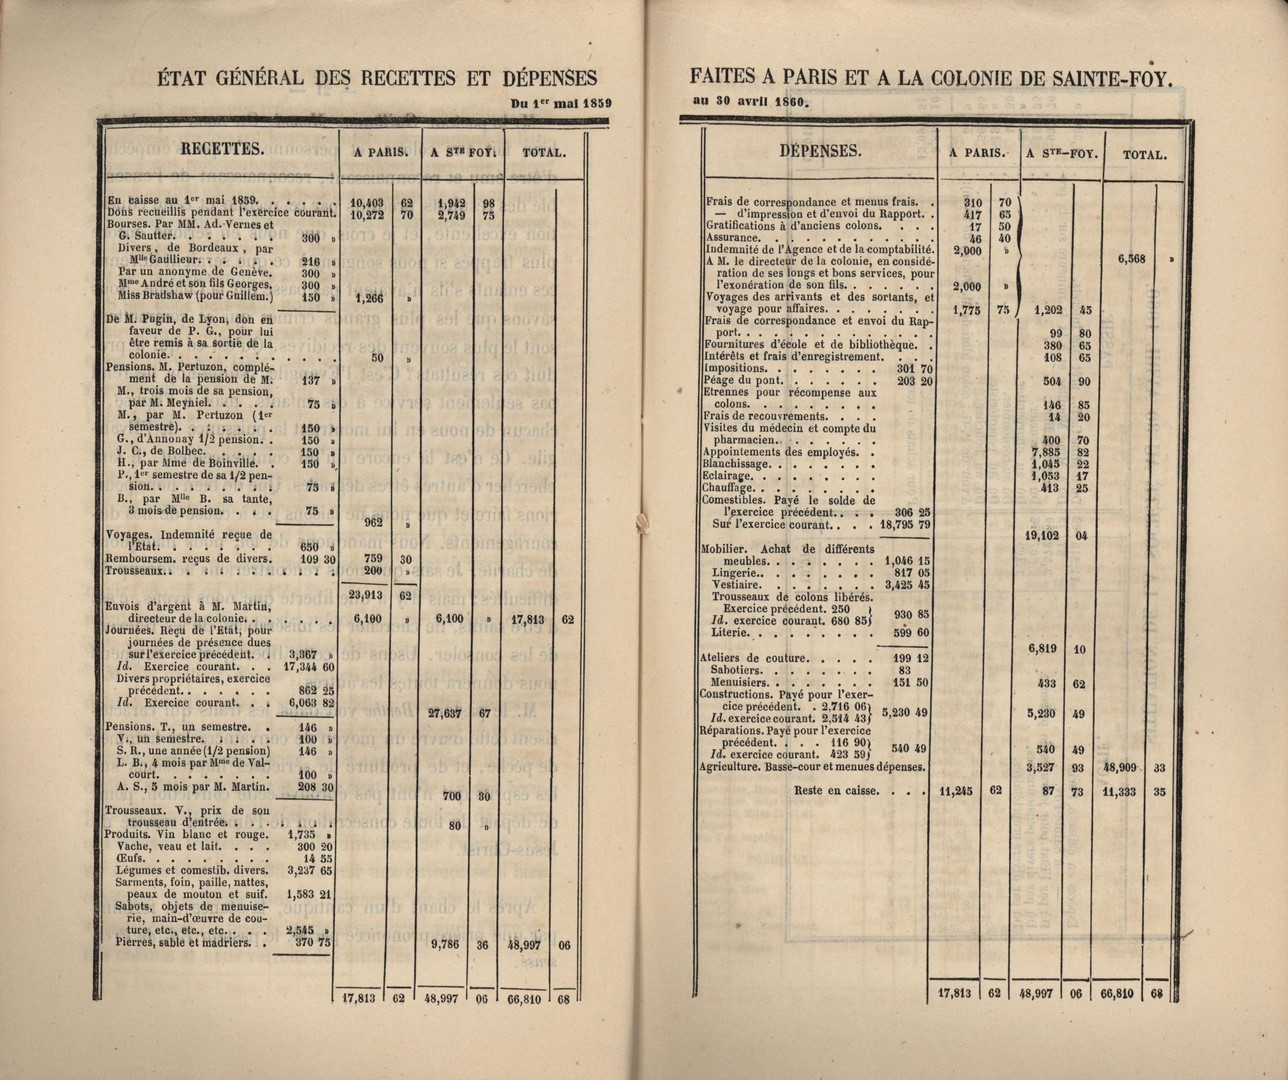 ÉTAT GÉNÉRAL DES RECETTES ET DÉPENSES
Du 1er mai 1859
RECETTES. A PARIS. A STE FOY. TOTAL.
En caisse au 1er mai 1859. . . . . . 10,403 62 1,942 98
Dons recueillis pendant l'exercice courant. 10,272 70 2,749 75
Bourses. Par MM. Ad. Vernes et
G. Sautter. . . . . . . 300 »
Divers, de Bordeaux, par
Mlle Gaullieur. . . . . . 216 »
Par un anonyme de Genève. 300 »
Mme André et son fils Georges. 300 »
Miss Bradshaw (pour Guillem.) 150 » 1,266 »
De M. Pugin, de Lyon, don en
faveur de P. G., pour lui
être remis à sa sortie de la
colonie. . . . . . . . . . . . 50 »
Pensions. M. Pertuzon, complé-
ment de la pension de M. 137 »
M., trois mois de sa pension,
par M. Meyniel. . . . . 75 »
M., par M. Pertuzon (1er
semestre). . . . . . . 150 »
G., d'Annonay 1/2 pension. . 150 »
J. C., de Bolbec. . . . . 150 »
H., par Mme de Boinville. . 150 »
P., 1er semestre de sa 1/2 pen-
sion. . . . . . . . . 75 »
B., par Mlle B. sa tante,
3 mois de pension. . . . 75 »
962 »
Voyages. Indemnité reçue de
l'État. . . . . . . . 650 »
Remboursem. reçus de divers. 109 30 759 30
Trousseaux. . . . . . . . . . . . 200 »
23,913 62
Envois d'argent à M. Martin,
directeur de la colonie. . . . . . . 6,100 » 6,100 » 17,813 62
Journées. Reçu de l'Etat, pour
journées de présence dues
sur l'exercice précédent. . 3,367 »
Id. Exercice courant. . . 17,344 60
Divers propriétaires, exercice
précédent. . . . . . . 862 25
Id. Exercice courant. . . 6,063 82
27,637 67
Pensions. T., un semestre. . 146 »
V., un semestre. . . . . 100 »
S. R., une année (1/2 pension) 146 »
L. B., 4 mois par Mme de Val-
court. . . . . . . . 100 »
A. S., 5 mois par M. Martin. 208 30
700 30
Trousseaux. V., prix de son
trousseau d'entrée. . . . . . . . 80 »
Produits. Vin blanc et rouge. 1,735 »
Vache, veau et lait. . . . 300 20
Œufs. . . . . . . . . 14 55
Légumes et comestib. divers. 3,237 65
Sarments, foin, paille, nattes,
peaux de mouton et suif. 1,583 21
Sabots, objets de menuise-
rie, main-d'œuvre de cou-
ture, etc., etc., etc. . . . 2,545 »
Pierres, sable et madriers. . 370 75 9,786 36 48,997 06
17,813 62 48,997 06 66,810 68
FAITES A PARIS ET A LA COLONIE DE SAINTE-FOY.
au 30 avril 1860.
DÉPENSES. A PARIS. A STE-FOY. TOTAL.
Frais de correspondance et menus frais. . 310 70
— d'impression et d'envoi du Rapport. . 417 65
Gratifications à d'anciens colons. . . . 17 50
Assurance. . . . . . . . . . . . 46 40
Indemnité de l'Agence et de la comptabilité. 2,000 »
A M. le directeur de la colonie, en considé- 6,568 »
ration de ses longs et bons services, pour
l'exonération de son fils. . . . . . . 2,000 »
Voyages des arrivants et des sortants, et
voyage pour affaires. . . . . . . . 1,775 75 1,202 45
Frais de correspondance et envoi du Rap-
port. . . . . . . . . . . . . 99 80
Fournitures d'école et de bibliothèque. . 380 65
Intérêts et frais d'enregistrement. . . . 108 65
Impositions. . . . . . . . 301 70
Péage du pont. . . . . . . 203 20 504 90
Etrennes pour récompense aux
colons. . . . . . . . . 146 85
Frais de recouvrements. . . . 14 20
Visites du médecin et compte du
pharmacien. . . . . . . 400 70
Appointements des employés. . 7,885 82
Blanchissage. . . . . . . . 1,045 22
Eclairage. . . . . . . . . 1,053 17
Chauffage. . . . . . . . . 413 25
Comestibles. Payé le solde de
l'exercice précédent. . . . 306 25
Sur l'exercice courant. . . . 18,795 79
19,102 04
Mobilier. Achat de différents
meubles. . . . . . . . 1,046 15
Lingerie. . . . . . . . . 817 05
Vestiaire. . . . . . . . . 3,425 45
Trousseaux de colons libérés.
Exercice précédent. 250 }
Id. exercice courant. 680 85 } 930 85
Literie. . . . . . . . . 599 60
6,819 10
Ateliers de couture. . . . . 199 12
Sabotiers. . . . . . . . 83
Menuisiers. . . . . . . . 151 50 433 62
Constructions. Payé pour l'exer-
cice précédent. . 2,716 06 }
Id. exercice courant. 2,514 43 } 5,230 49 5,230 49
Réparations. Payé pour l'exercice
précédent. . . . 116 90 }
Id. exercice courant. 423 59 } 540 49 540 49
Agriculture. Basse-cour et menues dépenses. 3,527 93 48,909 33
Reste en caisse. . . . 11,245 62 87 73 11,333 35
17,813 62 48,997 06 66,810 68